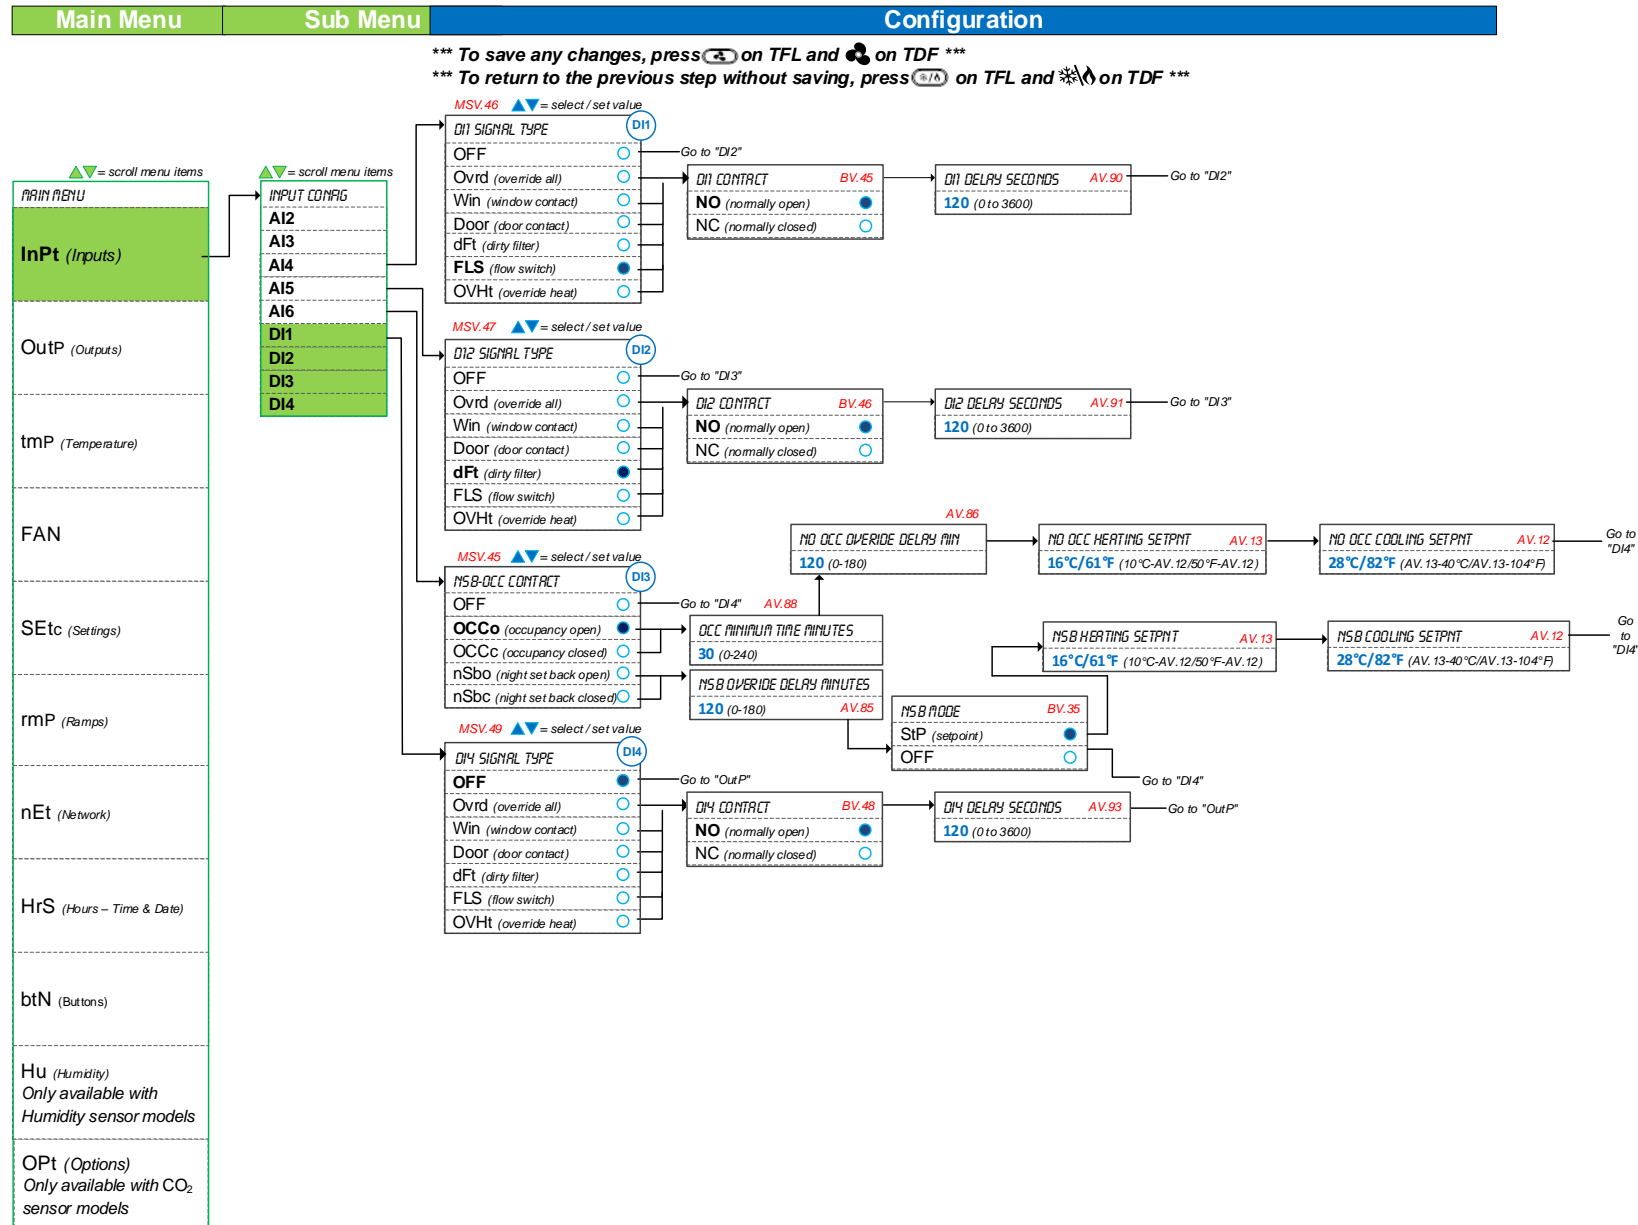 Main Menu
Sub Menu
Configuration
*** To save any changes, press on TFL and on TDF ***
*** To return to the previous step without saving, press on TFL and on TDF ***
= scroll menu items
MAIN MENU
InPt (Inputs)
OutP (Outputs)
tmP (Temperature)
FAN
SEtc (Settings)
rmP (Ramps)
nEt (Network)
HrS (Hours – Time & Date)
btN (Buttons)
Hu (Humidity)
Only available with
Humidity sensor models
OPt (Options)
Only available with CO₂
sensor models
= scroll menu items
INPUT CONFIG
AI2
AI3
AI4
AI5
AI6
DI1
DI2
DI3
DI4
MSV.46 = select / set value
DI1 SIGNAL TYPE
DI1
OFF
Go to "DI2"
Ovrd (override all)
Win (window contact)
Door (door contact)
dFt (dirty filter)
FLS (flow switch)
OVHt (override heat)
DI1 CONTACT BV.45
NO (normally open)
NC (normally closed)
DI1 DELAY SECONDS AV.90
120 (0 to 3600)
Go to "DI2"
MSV.47 = select / set value
DI2 SIGNAL TYPE
DI2
OFF
Go to "DI3"
Ovrd (override all)
Win (window contact)
Door (door contact)
dFt (dirty filter)
FLS (flow switch)
OVHt (override heat)
DI2 CONTACT BV.46
NO (normally open)
NC (normally closed)
DI2 DELAY SECONDS AV.91
120 (0 to 3600)
Go to "DI3"
MSV.45 = select / set value
NSB-OCC CONTACT
DI3
OFF
Go to "DI4"
OCCo (occupancy open)
OCCc (occupancy closed)
nSbo (night set back open)
nSbc (night set back closed)
AV.88
OCC MINIMUM TIME MINUTES
30 (0-240)
AV.86
NO OCC OVERIDE DELAY MIN
120 (0-180)
NO OCC HEATING SETPNT AV.13
16°C/61°F (10°C-AV.12/50°F-AV.12)
NO OCC COOLING SETPNT AV.12
28°C/82°F (AV.13-40°C/AV.13-104°F)
Go to
"DI4"
NSB OVERIDE DELAY MINUTES
120 (0-180) AV.85
NSB MODE BV.35
StP (setpoint)
OFF
Go to "DI4"
NSB HEATING SETPNT AV.13
16°C/61°F (10°C-AV.12/50°F-AV.12)
NSB COOLING SETPNT AV.12
28°C/82°F (AV.13-40°C/AV.13-104°F)
Go
to
"DI4"
MSV.49 = select / set value
DI4 SIGNAL TYPE
DI4
OFF
Go to "OutP"
Ovrd (override all)
Win (window contact)
Door (door contact)
dFt (dirty filter)
FLS (flow switch)
OVHt (override heat)
DI4 CONTACT BV.48
NO (normally open)
NC (normally closed)
DI4 DELAY SECONDS AV.93
120 (0 to 3600)
Go to "OutP"